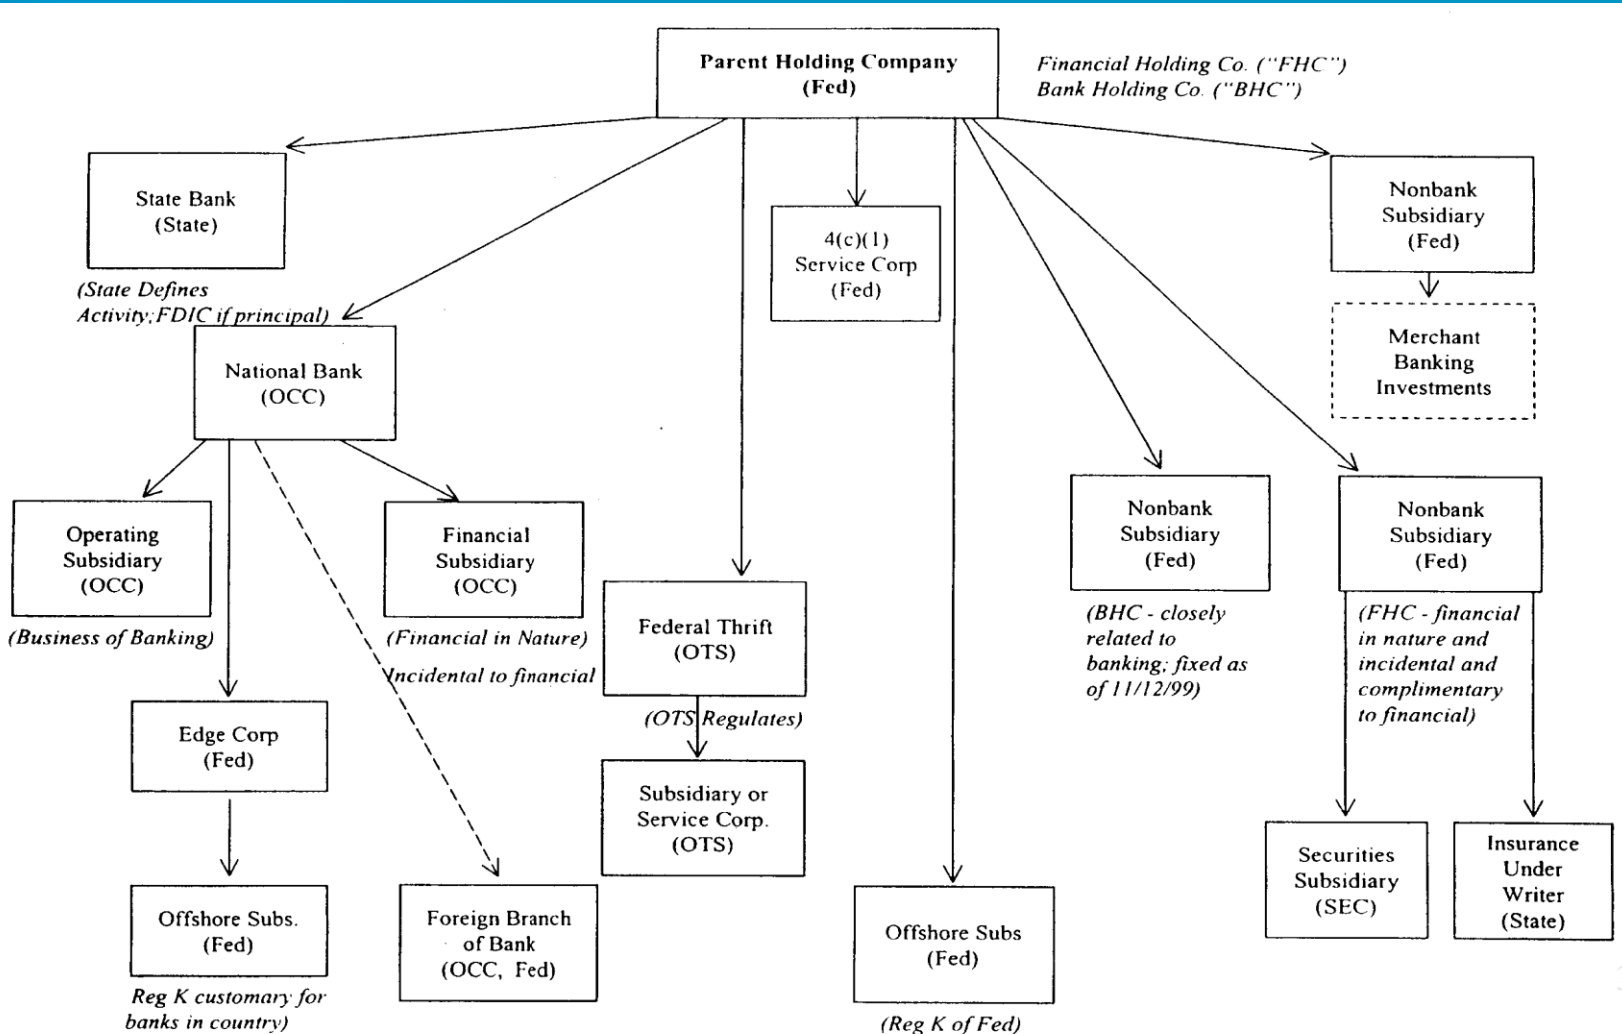 Parent Holding Company
(Fed)
Financial Holding Co. ("FHC")
Bank Holding Co. ("BHC")
State Bank
(State)
(State Defines
Activity;FDIC if principal)
4(c)(1)
Service Corp
(Fed)
Nonbank
Subsidiary
(Fed)
Merchant
Banking
Investments
National Bank
(OCC)
Operating
Subsidiary
(OCC)
(Business of Banking)
Financial
Subsidiary
(OCC)
(Financial in Nature)
Incidental to financial
Federal Thrift
(OTS)
(OTS Regulates)
Subsidiary or
Service Corp.
(OTS)
Nonbank
Subsidiary
(Fed)
(BHC - closely
related to
banking; fixed as
of 11/12/99)
Nonbank
Subsidiary
(Fed)
(FHC - financial
in nature and
incidental and
complimentary
to financial)
Edge Corp
(Fed)
Offshore Subs.
(Fed)
Reg K customary for
banks in country)
Foreign Branch
of Bank
(OCC, Fed)
Offshore Subs
(Fed)
(Reg K of Fed)
Securities
Subsidiary
(SEC)
Insurance
Under
Writer
(State)